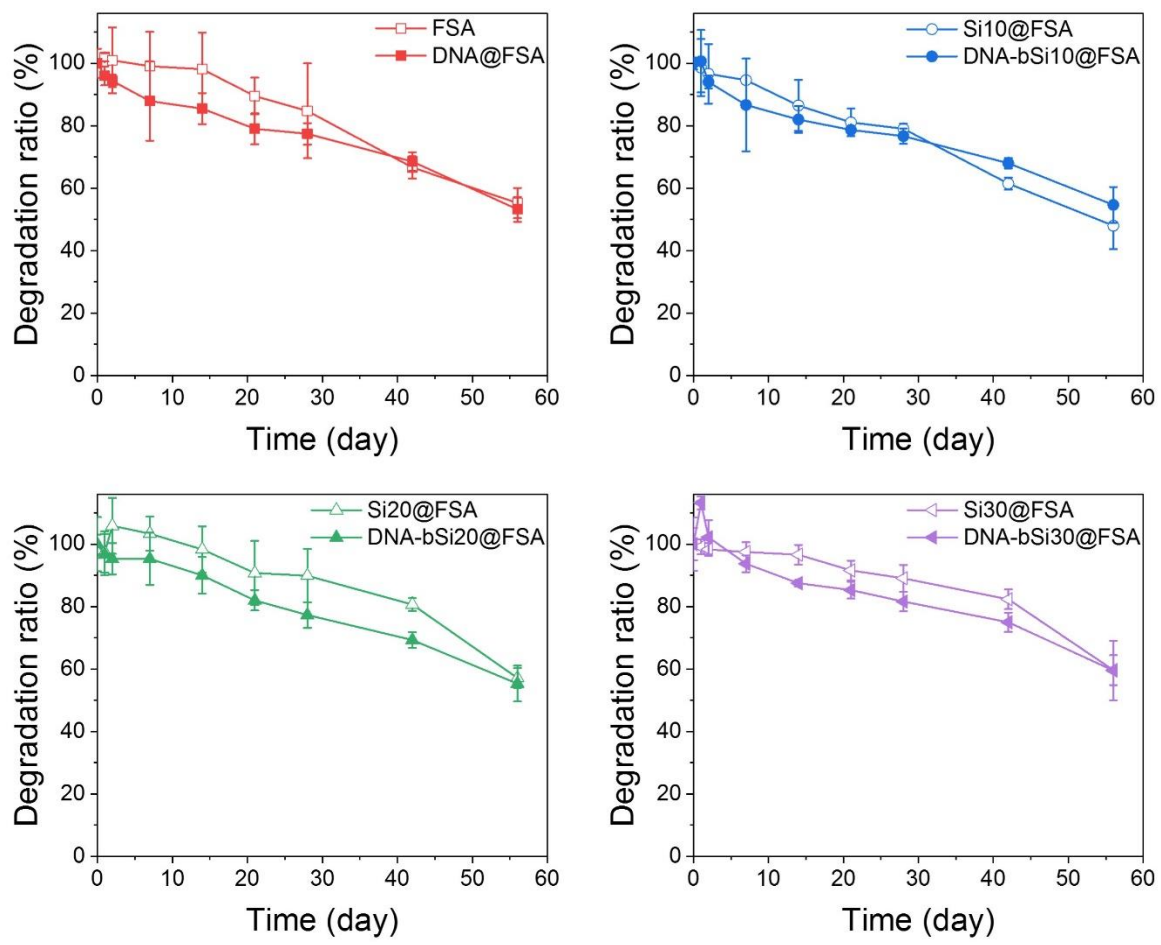 FSA
DNA@FSA
Degradation ratio (%)
100
80
60
40
20
0
0 10 20 30 40 50 60
Time (day)
Si10@FSA
DNA-bSi10@FSA
Degradation ratio (%)
100
80
60
40
20
0
0 10 20 30 40 50 60
Time (day)
Si20@FSA
DNA-bSi20@FSA
Degradation ratio (%)
100
80
60
40
20
0
0 10 20 30 40 50 60
Time (day)
Si30@FSA
DNA-bSi30@FSA
Degradation ratio (%)
100
80
60
40
20
0
0 10 20 30 40 50 60
Time (day)